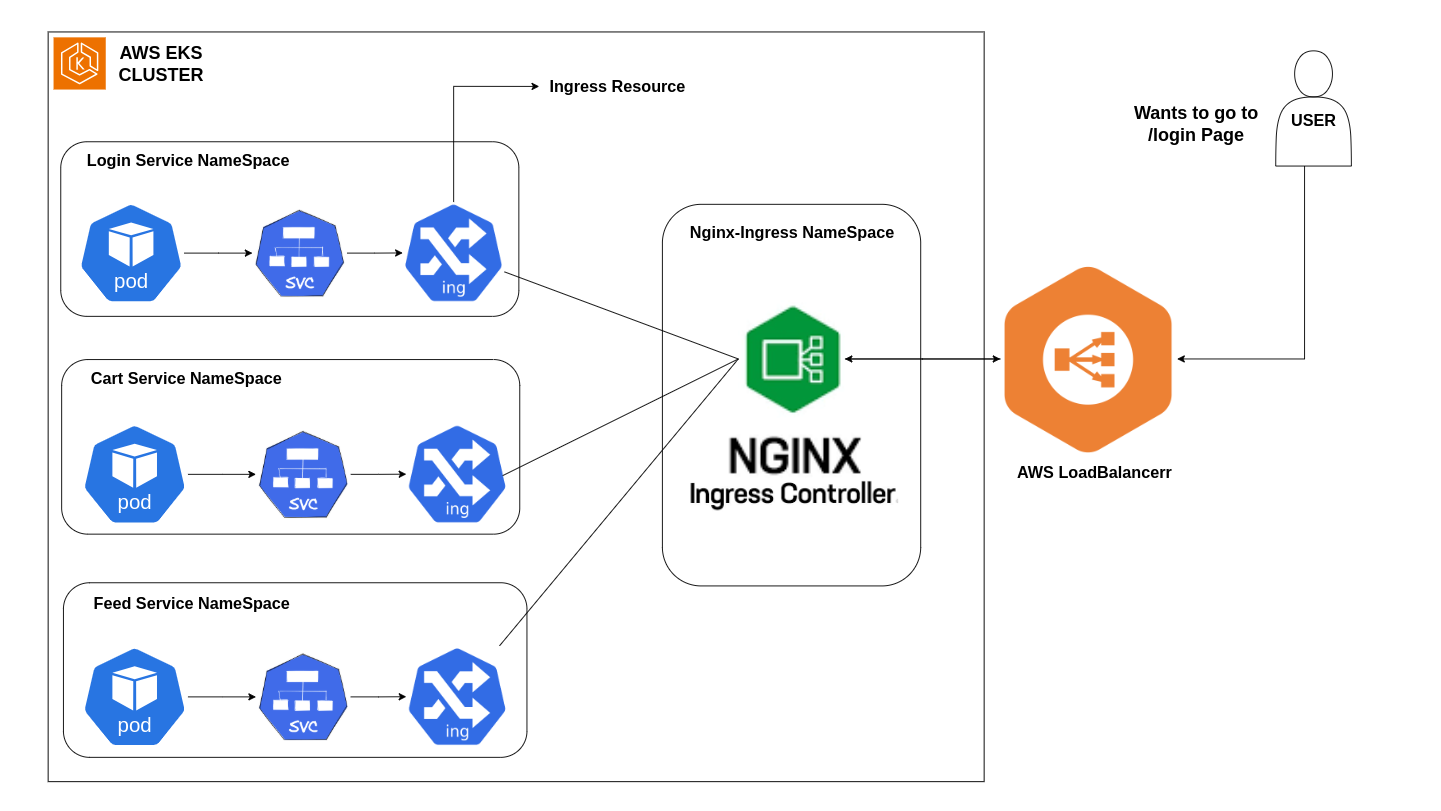 AWS EKS
CLUSTER
Ingress Resource
Wants to go to
/login Page
USER
Login Service NameSpace
pod
SVC
ing
Nginx-Ingress NameSpace
NGINX
Ingress Controller
AWS LoadBalancerr
Cart Service NameSpace
pod
SVC
ing
Feed Service NameSpace
pod
SVC
ing
K